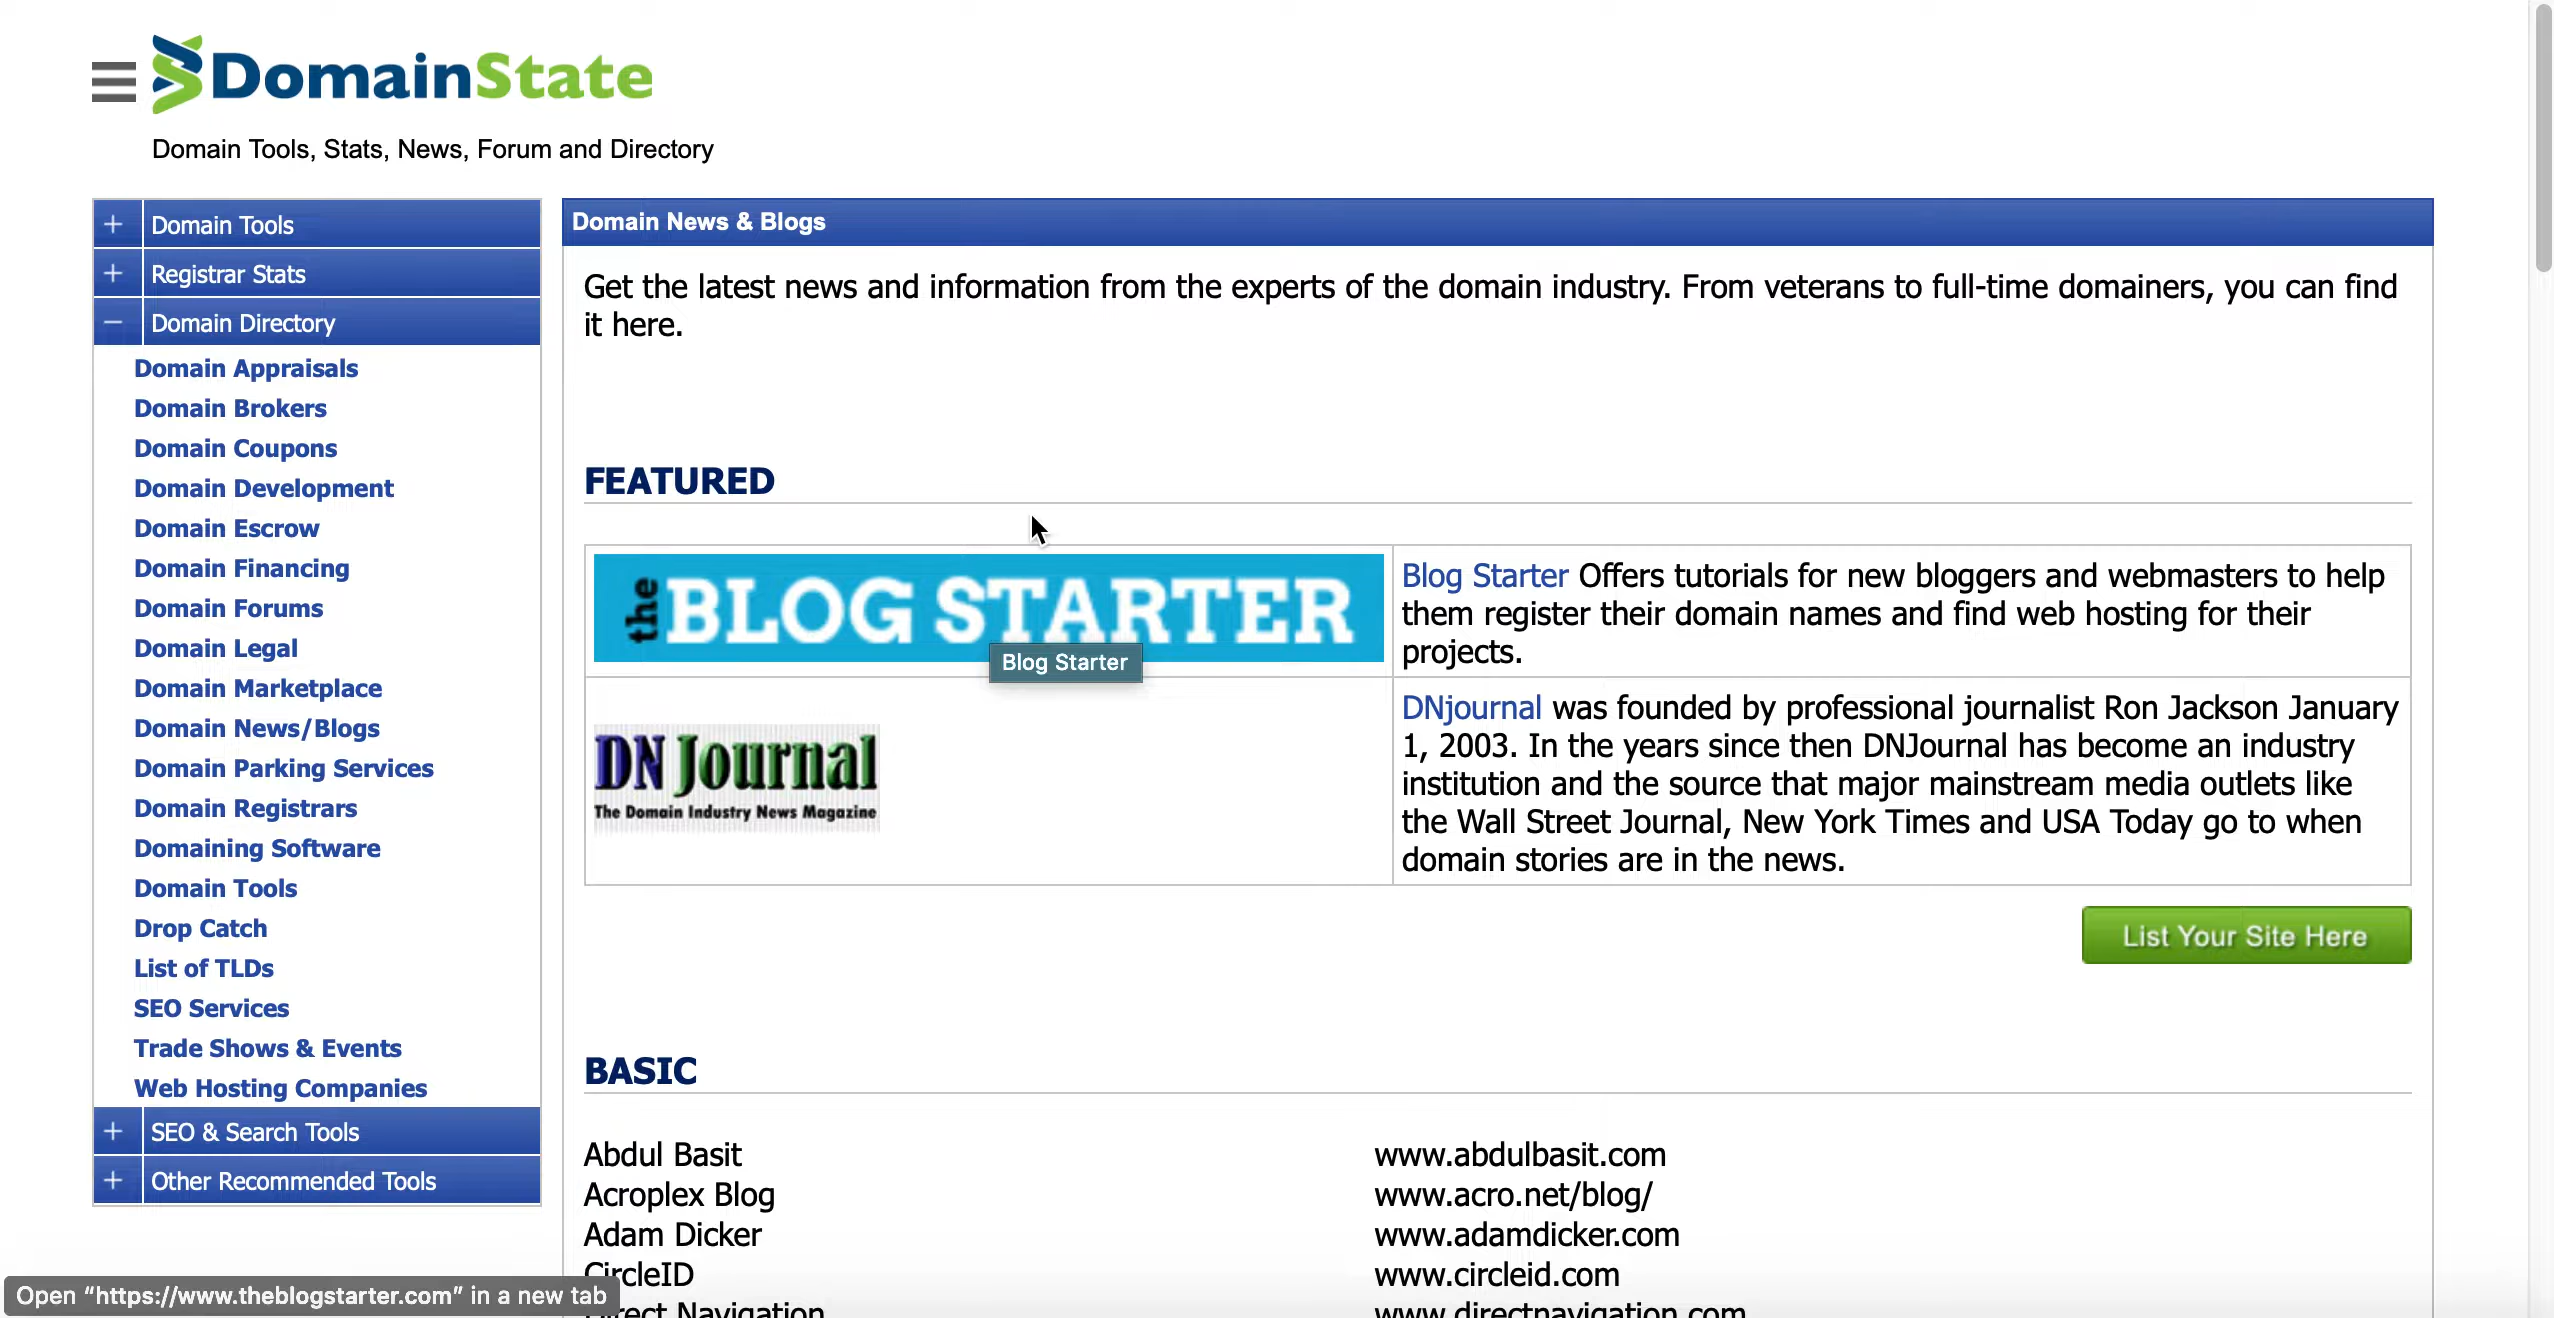 DomainState
Domain Tools, Stats, News, Forum and Directory
+ Domain Tools
+ Registrar Stats
− Domain Directory
Domain Appraisals
Domain Brokers
Domain Coupons
Domain Development
Domain Escrow
Domain Financing
Domain Forums
Domain Legal
Domain Marketplace
Domain News/Blogs
Domain Parking Services
Domain Registrars
Domaining Software
Domain Tools
Drop Catch
List of TLDs
SEO Services
Trade Shows & Events
Web Hosting Companies
+ SEO & Search Tools
+ Other Recommended Tools
Domain News & Blogs
Get the latest news and information from the experts of the domain industry. From veterans to full-time domainers, you can find
it here.
FEATURED
the BLOG STARTER
Blog Starter
Blog Starter Offers tutorials for new bloggers and webmasters to help
them register their domain names and find web hosting for their
projects.
DN Journal
The Domain Industry News Magazine
DNjournal was founded by professional journalist Ron Jackson January
1, 2003. In the years since then DNJournal has become an industry
institution and the source that major mainstream media outlets like
the Wall Street Journal, New York Times and USA Today go to when
domain stories are in the news.
List Your Site Here
BASIC
Abdul Basit www.abdulbasit.com
Acroplex Blog www.acro.net/blog/
Adam Dicker www.adamdicker.com
CircleID www.circleid.com
Direct Navigation www.directnavigation.com
Open “https://www.theblogstarter.com” in a new tab